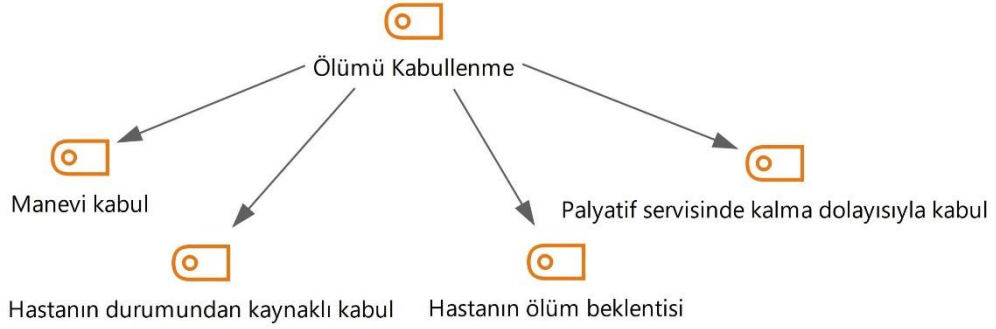 Ölümü Kabullenme
Manevi kabul
Palyatif servisinde kalma dolayısıyla kabul
Hastanın durumundan kaynaklı kabul
Hastanın ölüm beklentisi